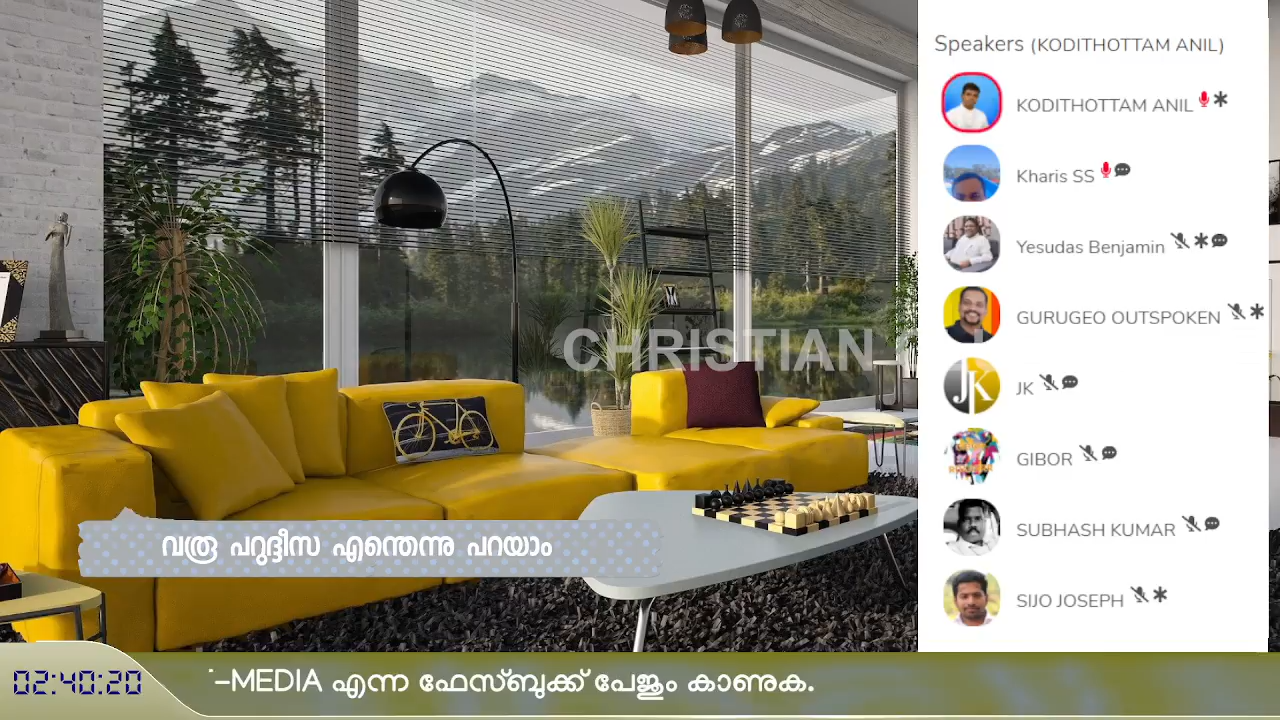 Speakers (KODITHOTTAM ANIL)
KODITHOTTAM ANIL
Kharis SS
Yesudas Benjamin
GURUGEO OUTSPOKEN
JK
GIBOR
SUBHASH KUMAR
SIJO JOSEPH
CHRISTIAN
വരൂ പറുദ്ദീസ എന്തെന്നു പറയാം
02:40:20
-MEDIA എന്ന ഫേസ്ബുക്ക് പേജും കാണുക.